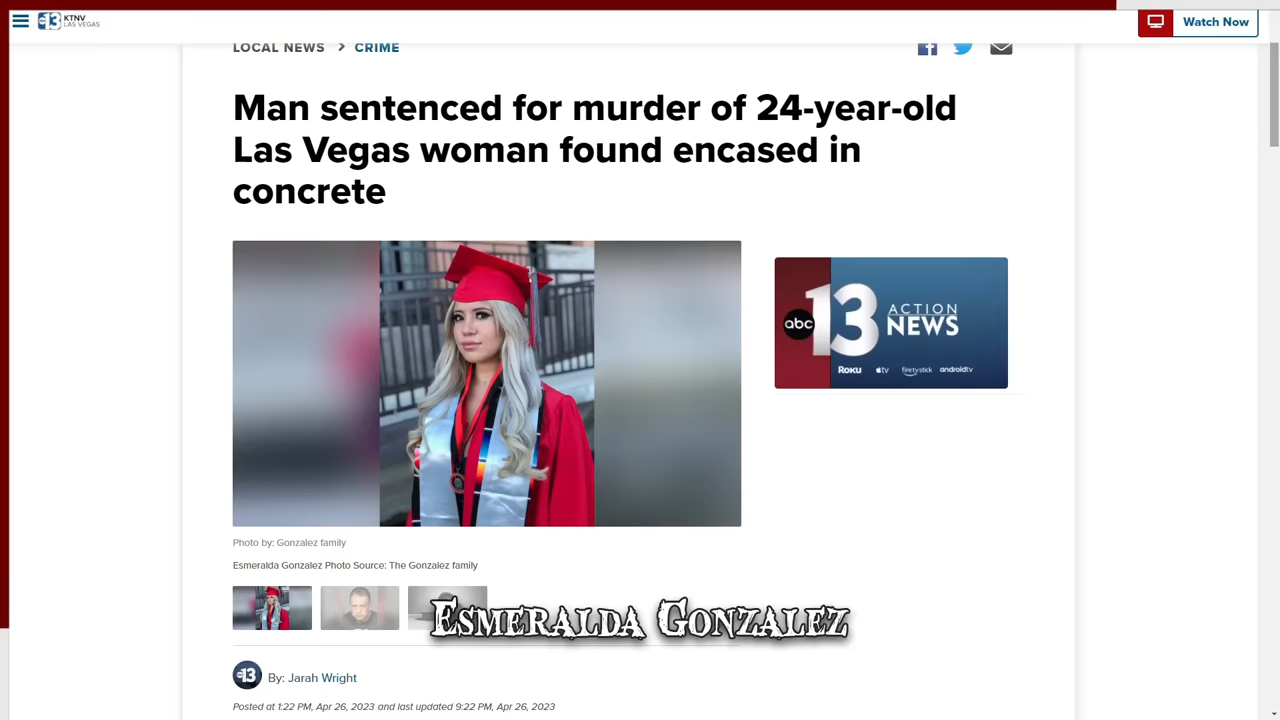 KTNV
LAS VEGAS
Watch Now
LOCAL NEWS > CRIME
Man sentenced for murder of 24-year-old
Las Vegas woman found encased in
concrete
abc 13 ACTION
NEWS
Roku tv firetvstick androidtv
Photo by: Gonzalez family
Esmeralda Gonzalez Photo Source: The Gonzalez family
Esmeralda Gonzalez
13 By: Jarah Wright
Posted at 1:22 PM, Apr 26, 2023 and last updated 9:22 PM, Apr 26, 2023